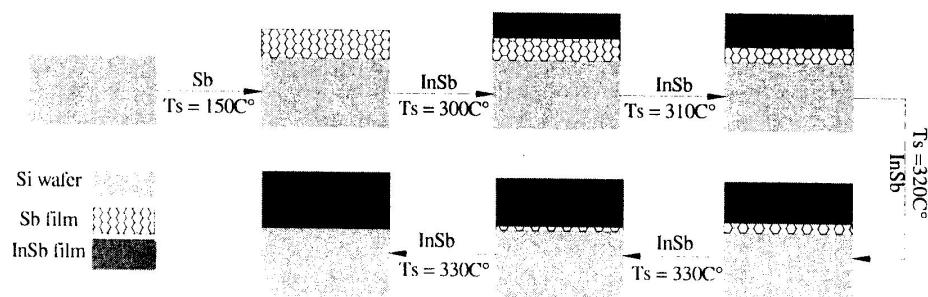 Sb
Ts = 150C°
InSb
Ts = 300C°
InSb
Ts = 310C°
Ts =320C°
InSb
InSb
Ts = 330C°
InSb
Ts = 330C°
Si wafer
Sb film
InSb film